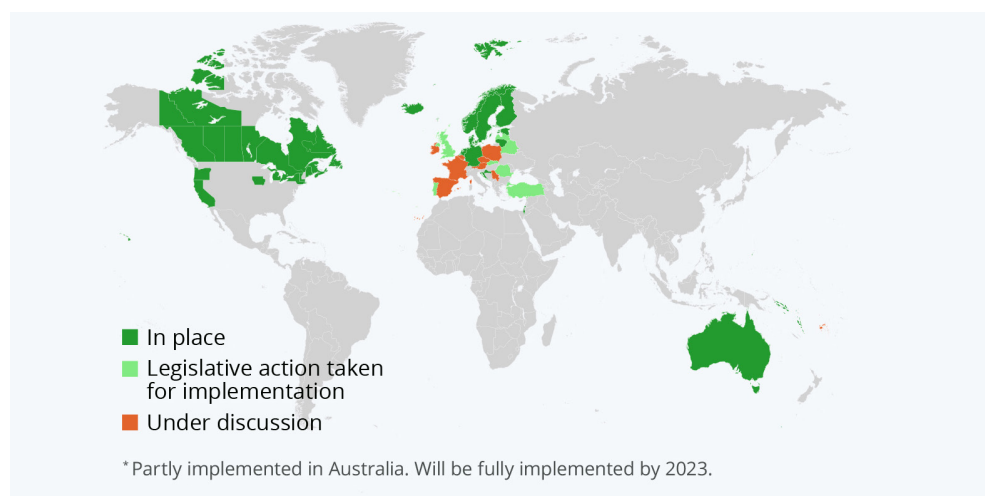 In place
Legislative action taken
for implementation
Under discussion
*Partly implemented in Australia. Will be fully implemented by 2023.